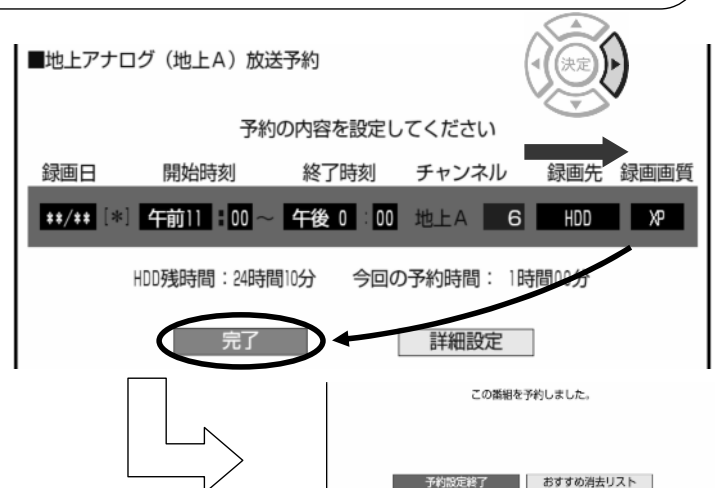 ■地上アナログ（地上A）放送予約
決定
予約の内容を設定してください
録画日 開始時刻 終了時刻 チャンネル 録画先 録画画質
**/** [*] 午前11:00～ 午後 0:00 地上A 6 HDD XP
HDD残時間：24時間10分 今回の予約時間： 1時間00分
完了 詳細設定
この番組を予約しました。
予約設定終了 おすすめ消去リスト